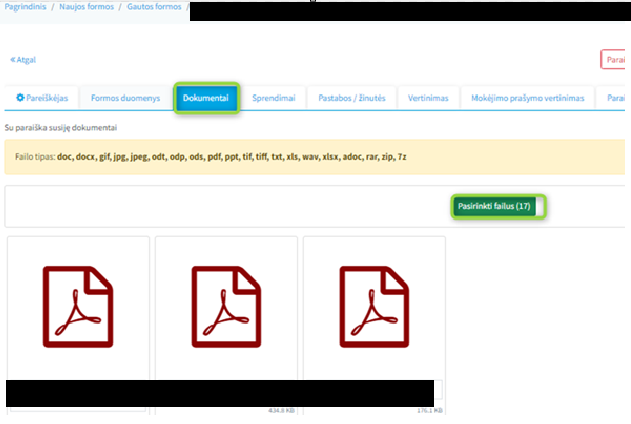 Pagrindinis / Naujos formos / Gautos formos /
« Atgal
Parai
Pareiškėjas Formos duomenys Dokumentai Sprendimai Pastabos / žinutės Vertinimas Mokėjimo prašymo vertinimas Parai
Su paraiška susiję dokumentai
Failo tipas: doc, docx, gif, jpg, jpeg, odt, odp, ods, pdf, ppt, tif, tiff, txt, xls, wav, xlsx, adoc, rar, zip, 7z
Pasirinkti failus (17)
434.8 KB 176.1 KB